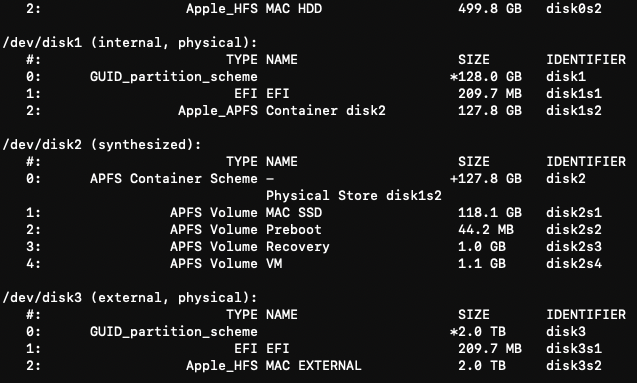 2: Apple_HFS MAC HDD 499.8 GB disk0s2
/dev/disk1 (internal, physical):
#: TYPE NAME SIZE IDENTIFIER
0: GUID_partition_scheme *128.0 GB disk1
1: EFI EFI 209.7 MB disk1s1
2: Apple_APFS Container disk2 127.8 GB disk1s2
/dev/disk2 (synthesized):
#: TYPE NAME SIZE IDENTIFIER
0: APFS Container Scheme - +127.8 GB disk2
Physical Store disk1s2
1: APFS Volume MAC SSD 118.1 GB disk2s1
2: APFS Volume Preboot 44.2 MB disk2s2
3: APFS Volume Recovery 1.0 GB disk2s3
4: APFS Volume VM 1.1 GB disk2s4
/dev/disk3 (external, physical):
#: TYPE NAME SIZE IDENTIFIER
0: GUID_partition_scheme *2.0 TB disk3
1: EFI EFI 209.7 MB disk3s1
2: Apple_HFS MAC EXTERNAL 2.0 TB disk3s2